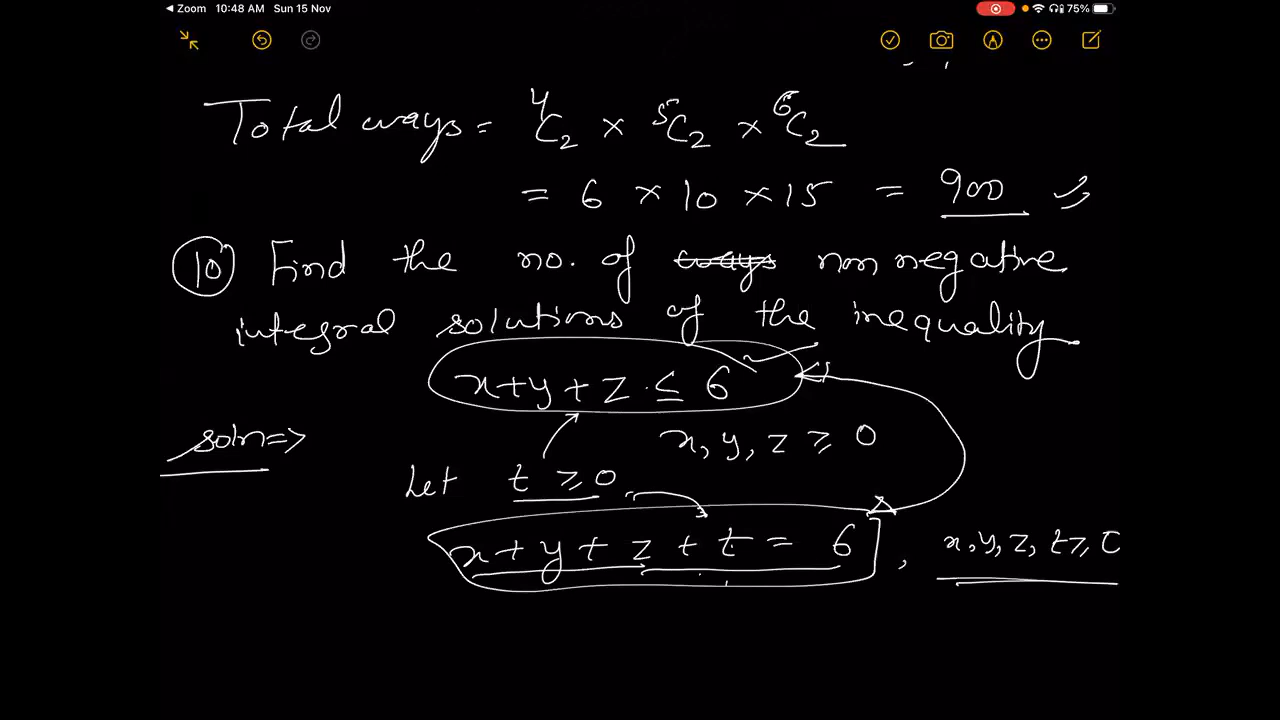 Zoom 10:48 AM Sun 15 Nov 75%
Total ways = ⁴C₂ × ⁵C₂ × ⁶C₂
= 6 × 10 × 15 = 900
10 Find the no. of ways non negative
integral solutions of the inequality
x+y+z ≤ 6
soln=> x, y, z ≥ 0
Let t ≥ 0
x+y+z+t = 6 , x, y, z, t ≥ 0